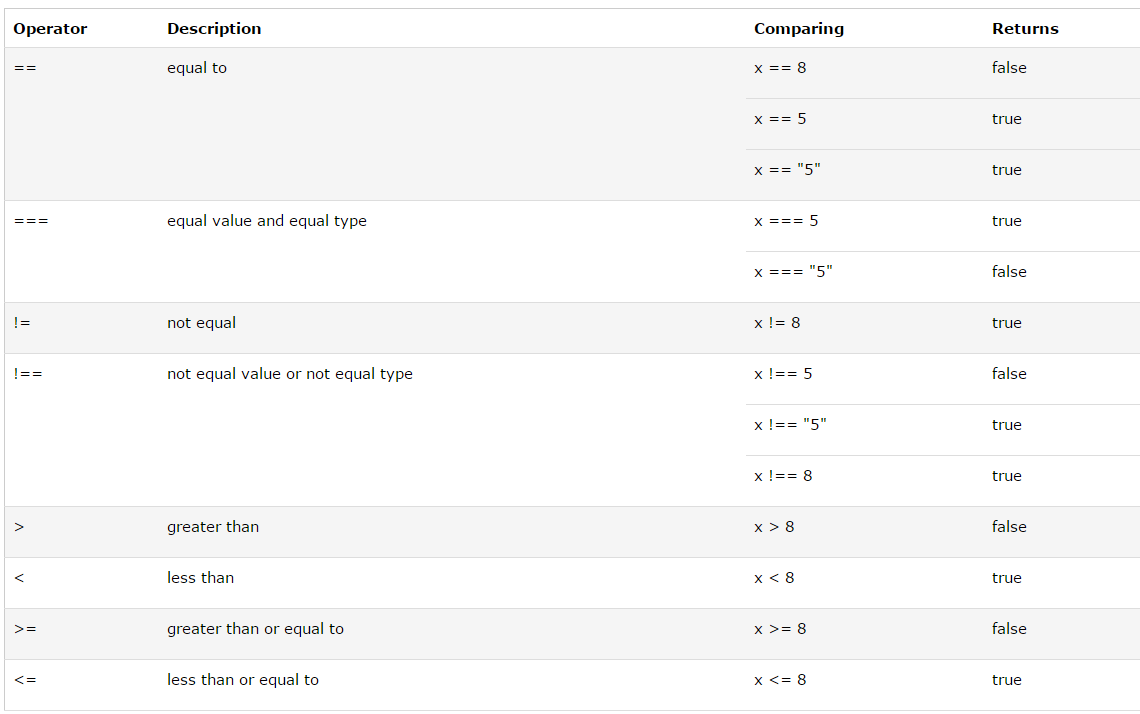 Operator Description Comparing Returns
== equal to x == 8 false
x == 5 true
x == "5" true
=== equal value and equal type x === 5 true
x === "5" false
!= not equal x != 8 true
!== not equal value or not equal type x !== 5 false
x !== "5" true
x !== 8 true
> greater than x > 8 false
< less than x < 8 true
>= greater than or equal to x >= 8 false
<= less than or equal to x <= 8 true